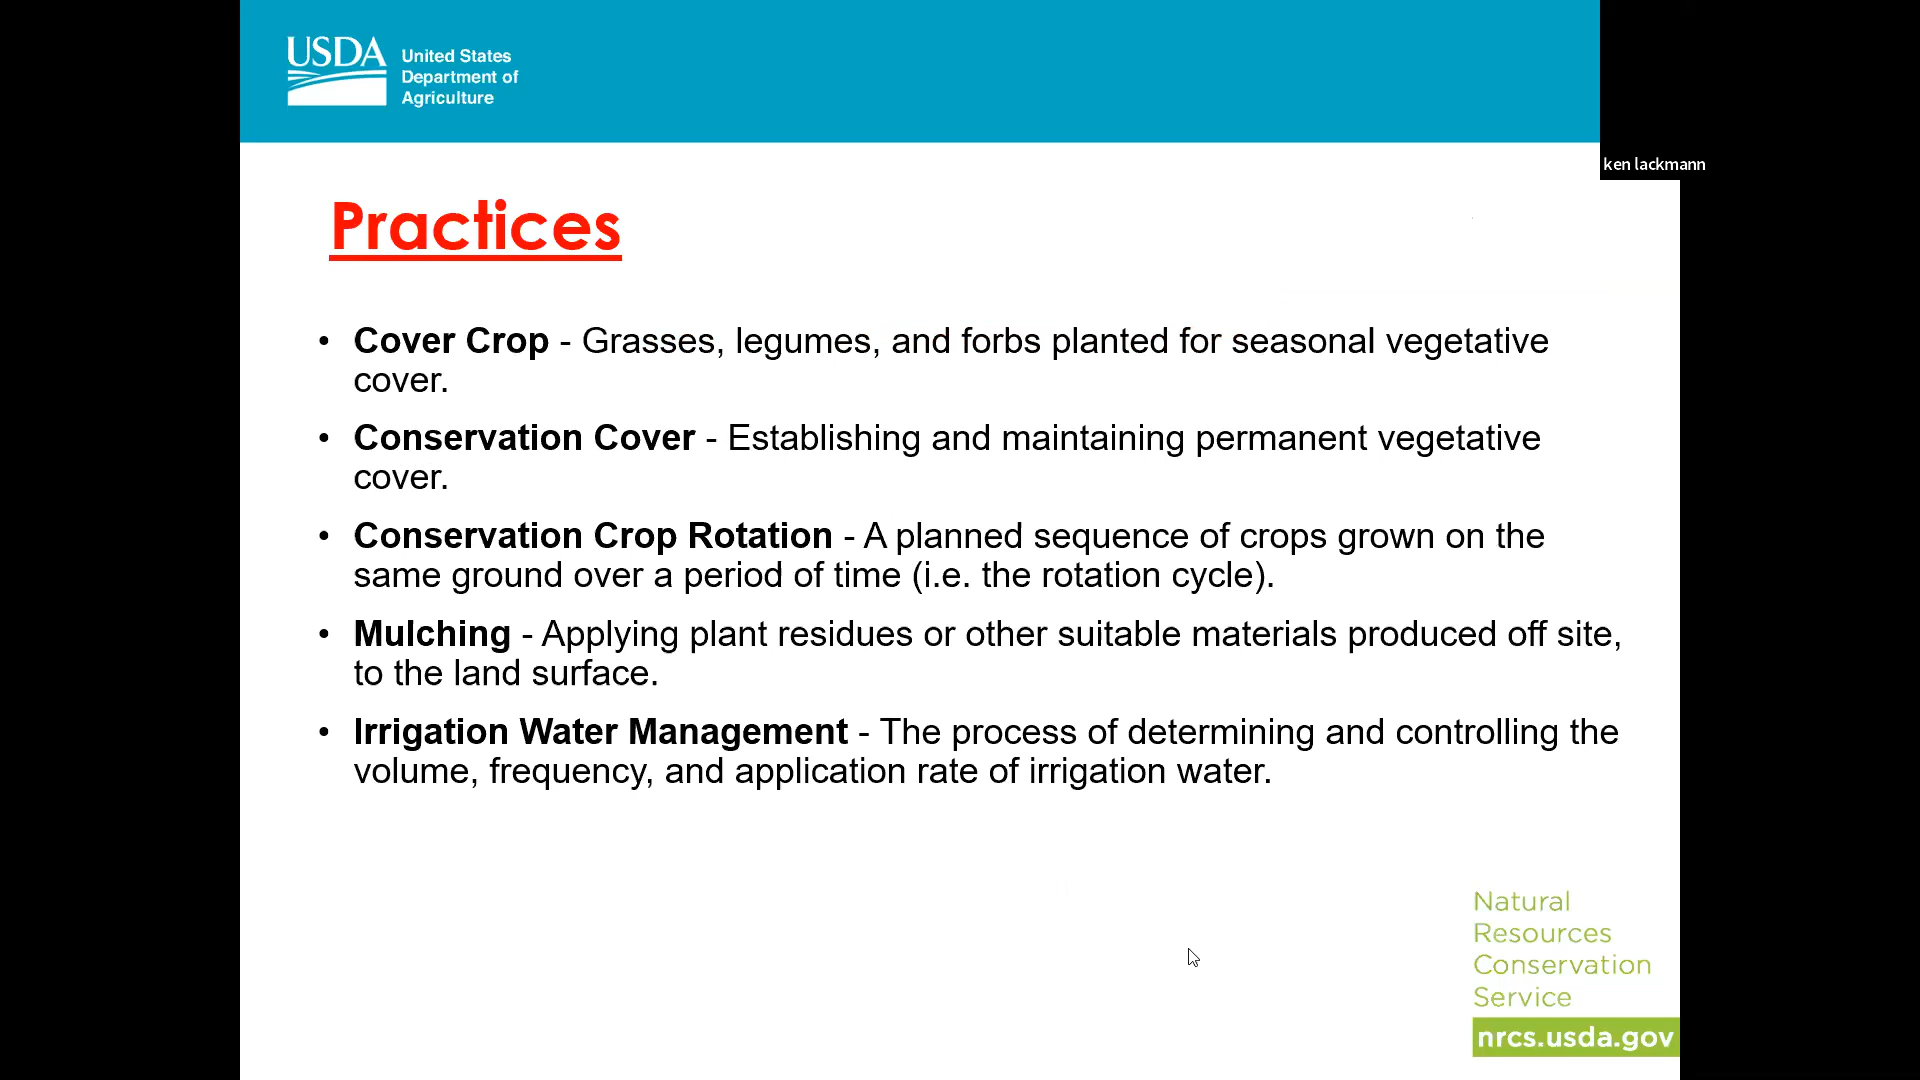 USDA
United States
Department of
Agriculture
ken lackmann
Practices
• Cover Crop - Grasses, legumes, and forbs planted for seasonal vegetative
cover.
• Conservation Cover - Establishing and maintaining permanent vegetative
cover.
• Conservation Crop Rotation - A planned sequence of crops grown on the
same ground over a period of time (i.e. the rotation cycle).
• Mulching - Applying plant residues or other suitable materials produced off site,
to the land surface.
• Irrigation Water Management - The process of determining and controlling the
volume, frequency, and application rate of irrigation water.
Natural
Resources
Conservation
Service
nrcs.usda.gov